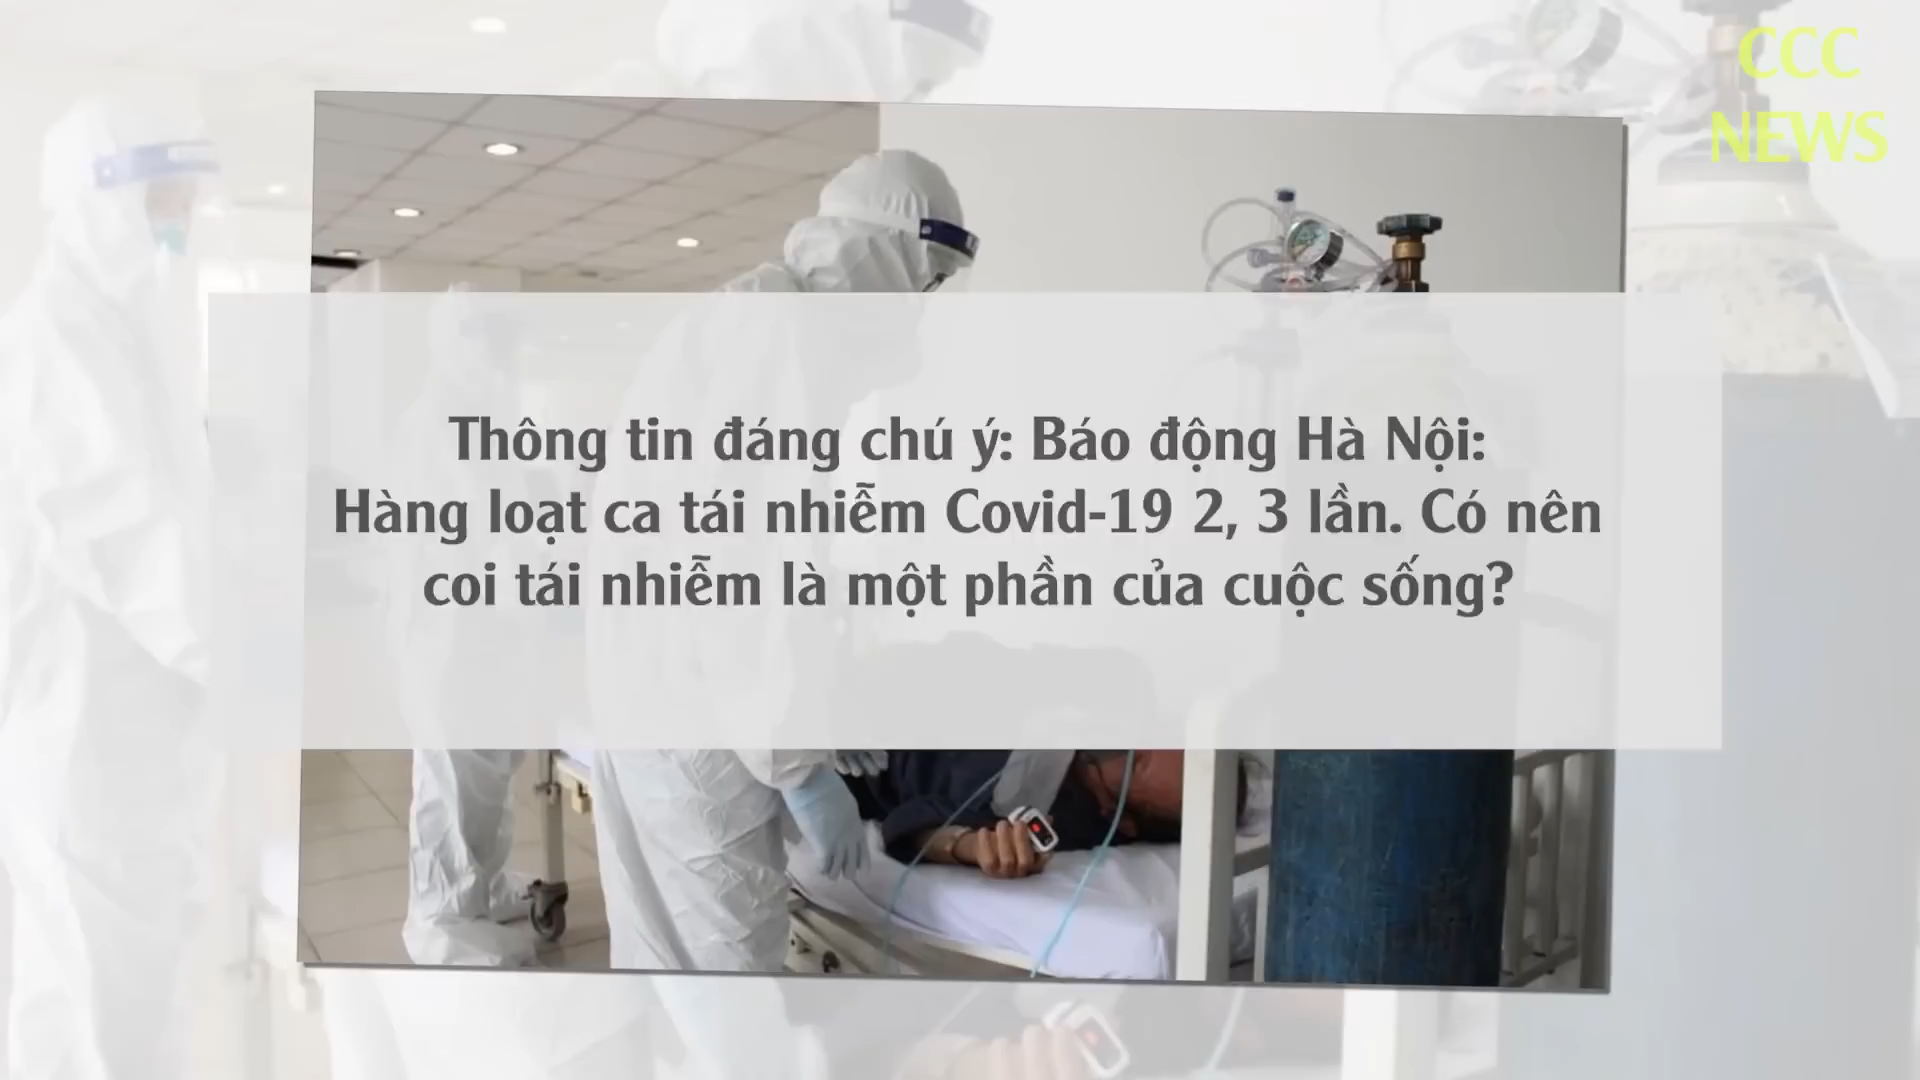 CCC
NEWS
Thông tin đáng chú ý: Báo động Hà Nội:
Hàng loạt ca tái nhiễm Covid-19 2, 3 lần. Có nên
coi tái nhiễm là một phần của cuộc sống?